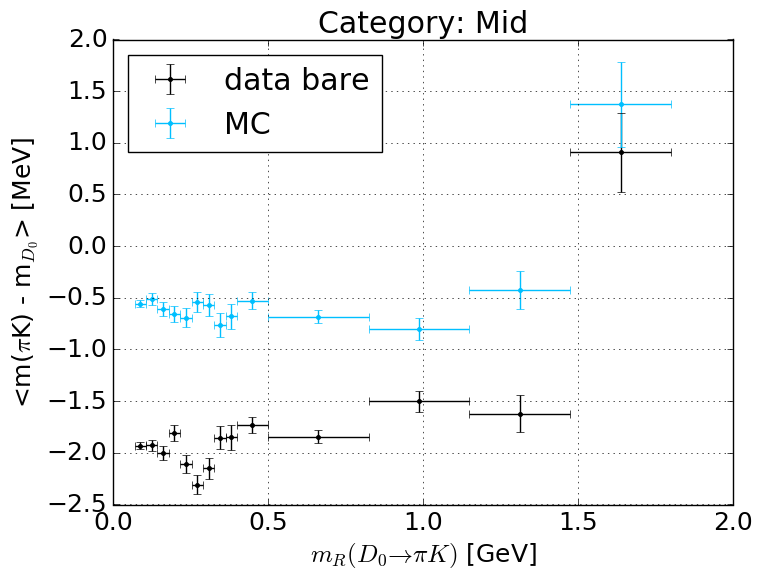 Category: Mid
data bare
MC
<m(πK) - m_{D_0}> [MeV]
2.0
1.5
1.0
0.5
0.0
−0.5
−1.0
−1.5
−2.0
−2.5
0.0 0.5 1.0 1.5 2.0
m_R(D_0→πK) [GeV]